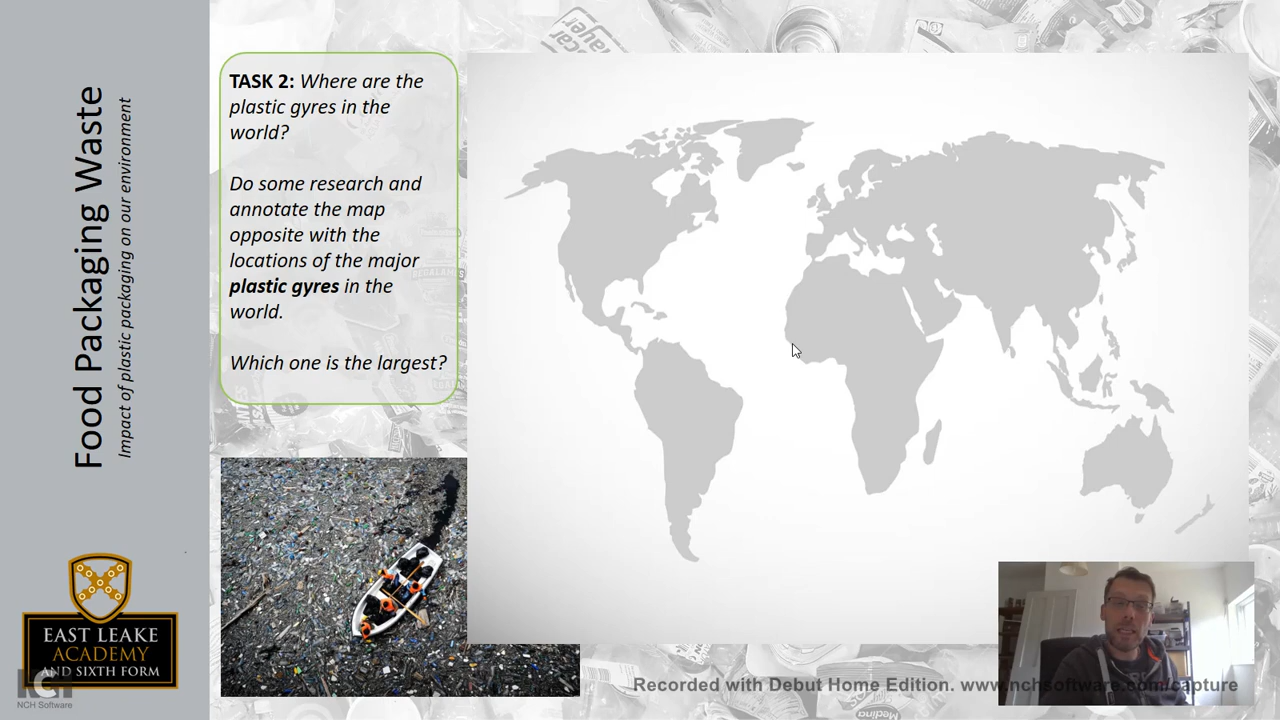 Food Packaging Waste
Impact of plastic packaging on our environment
TASK 2: Where are the
plastic gyres in the
world?
Do some research and
annotate the map
opposite with the
locations of the major
plastic gyres in the
world.
Which one is the largest?
EAST LEAKE
ACADEMY
AND SIXTH FORM
NCH
NCH Software
Recorded with Debut Home Edition. www.nchsoftware.com/capture